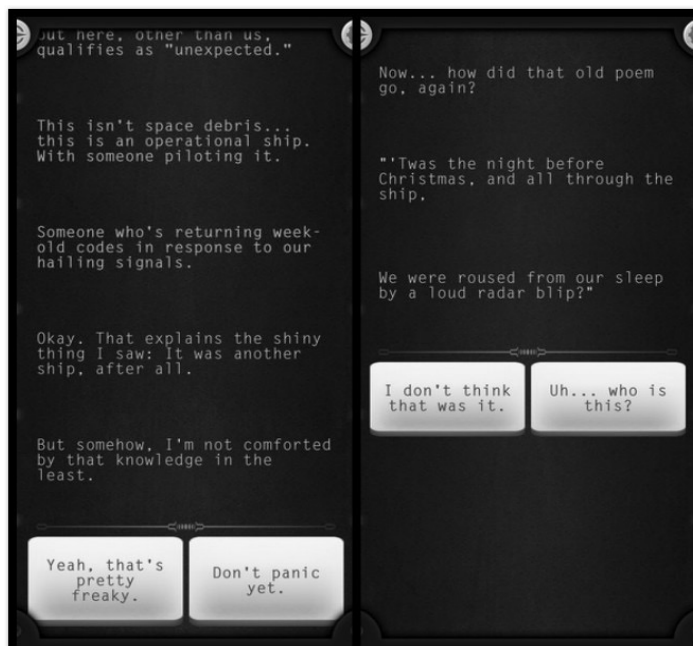 out here, other than us,
qualifies as "unexpected."
This isn't space debris...
this is an operational ship.
With someone piloting it.
Someone who's returning week-
old codes in response to our
hailing signals.
Okay. That explains the shiny
thing I saw: It was another
ship, after all.
But somehow, I'm not comforted
by that knowledge in the
least.
Yeah, that's
pretty
freaky.
Don't panic
yet.
Now... how did that old poem
go, again?
"'Twas the night before
Christmas, and all through the
ship,
We were roused from our sleep
by a loud radar blip?"
I don't think
that was it.
Uh... who is
this?